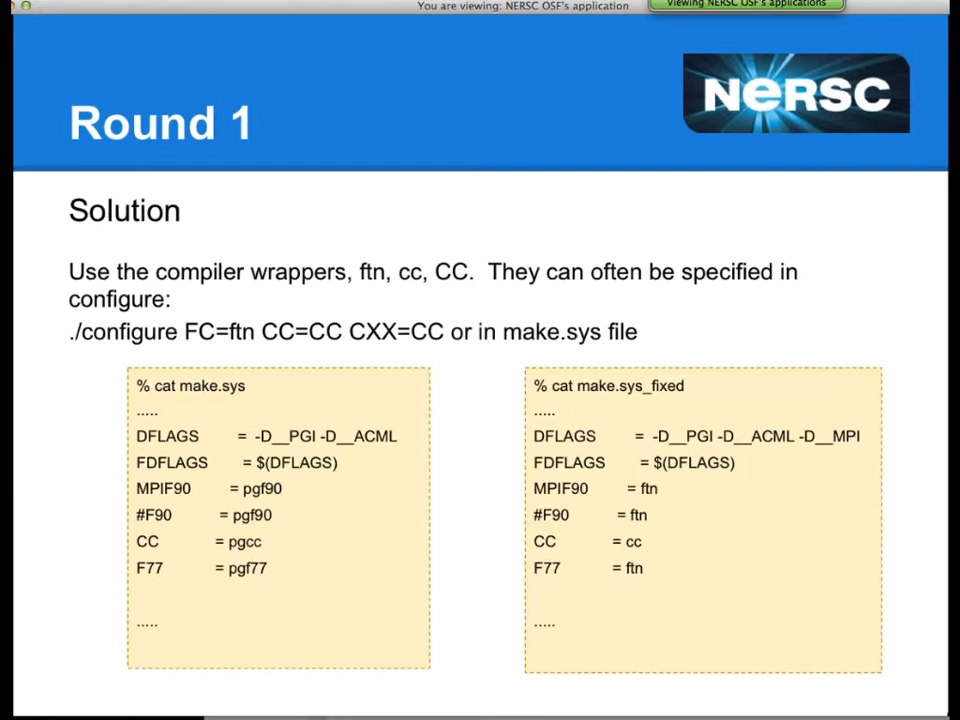 You are viewing: NERSC OSF's application
Viewing NERSC OSF's applications
NERSC
Round 1
Solution
Use the compiler wrappers, ftn, cc, CC. They can often be specified in
configure:
./configure FC=ftn CC=CC CXX=CC or in make.sys file
% cat make.sys
.....
DFLAGS = -D__PGI -D__ACML
FDFLAGS = $(DFLAGS)
MPIF90 = pgf90
#F90 = pgf90
CC = pgcc
F77 = pgf77
.....
% cat make.sys_fixed
.....
DFLAGS = -D__PGI -D__ACML -D__MPI
FDFLAGS = $(DFLAGS)
MPIF90 = ftn
#F90 = ftn
CC = cc
F77 = ftn
.....